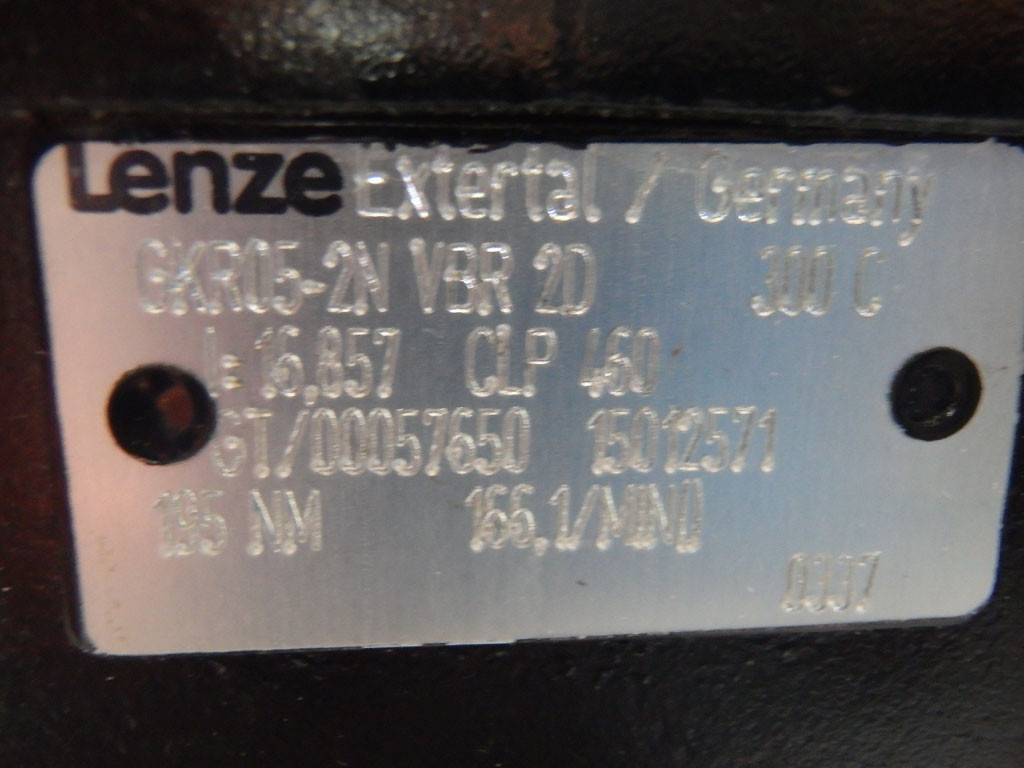 Lenze Extertal / Germany
GKR05-2N VBR 2D 300 C
I= 16,857 CLP 460
GT/00057650 15012571
195 NM 166,1/MIN()
0337